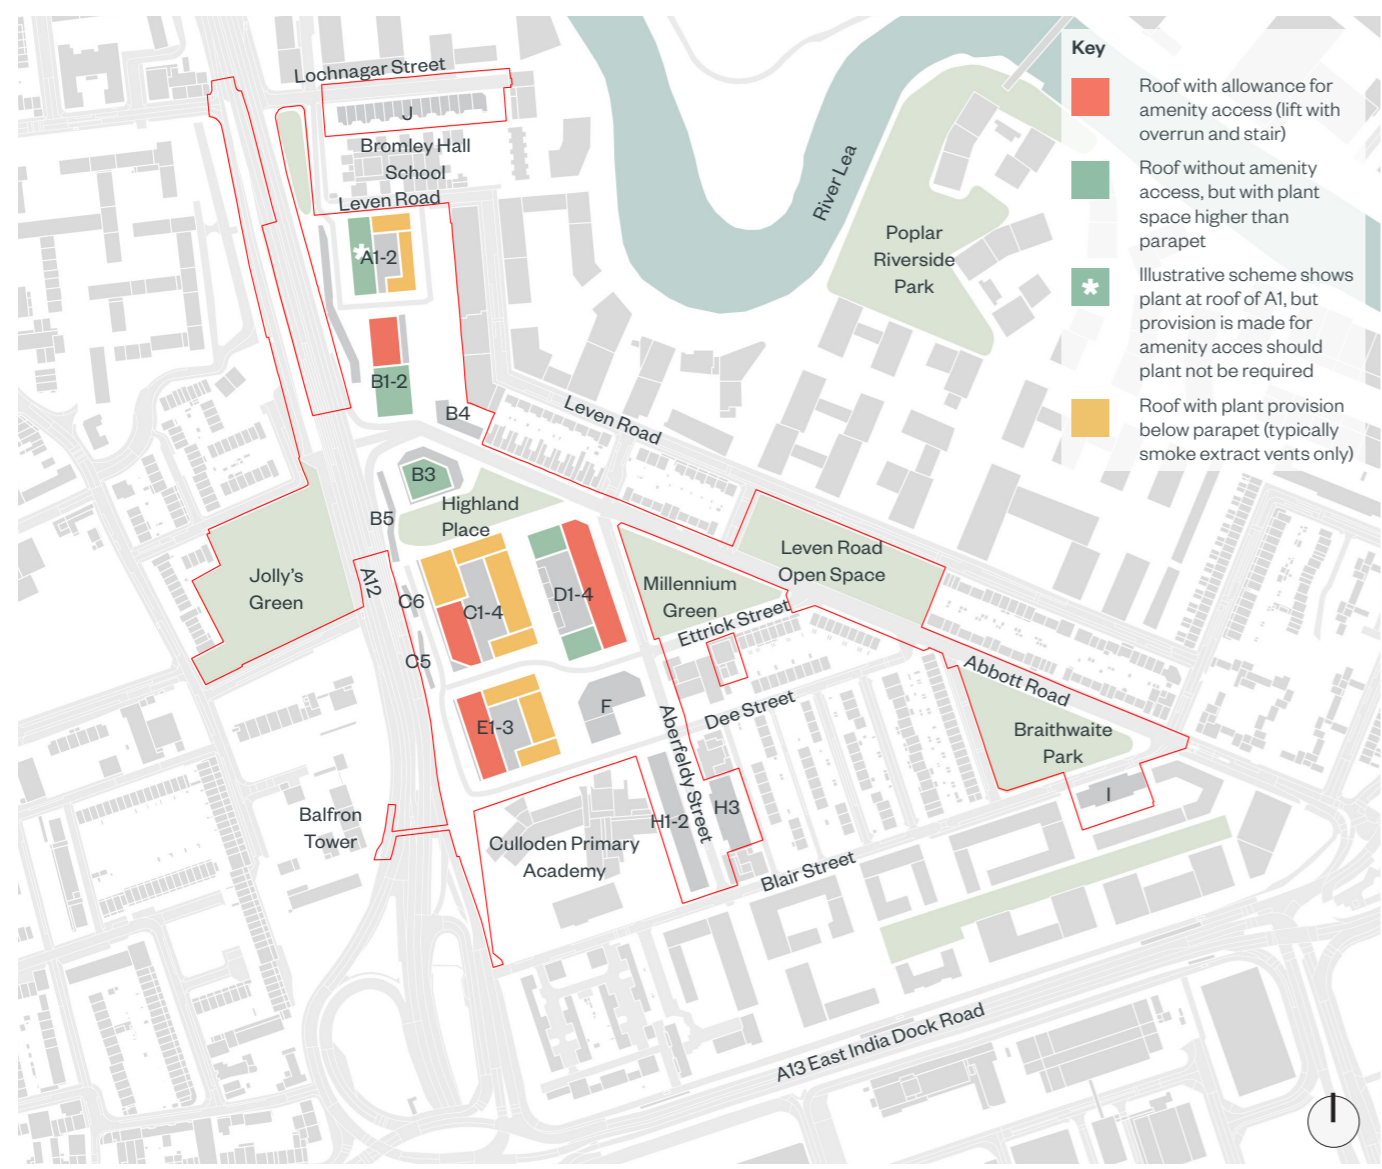 Key
Roof with allowance for
amenity access (lift with
overrun and stair)
Roof without amenity
access, but with plant
space higher than
parapet
*
Illustrative scheme shows
plant at roof of A1, but
provision is made for
amenity acces should
plant not be required
Roof with plant provision
below parapet (typically
smoke extract vents only)
Lochnagar Street
J
Bromley Hall
School
Leven Road
*
A1-2
River Lea
Poplar
Riverside
Park
B1-2
B4
Leven Road
B3
Highland
Place
B5
Jolly's
Green
A12
C6
C1-4
D1-4
C5
Millennium
Green
Leven Road
Open Space
Ettrick Street
Abbott Road
Dee Street
Braithwaite
Park
E1-3
F
Aberfeldy Street
I
Balfron
Tower
H1-2
H3
Culloden Primary
Academy
Blair Street
A13 East India Dock Road